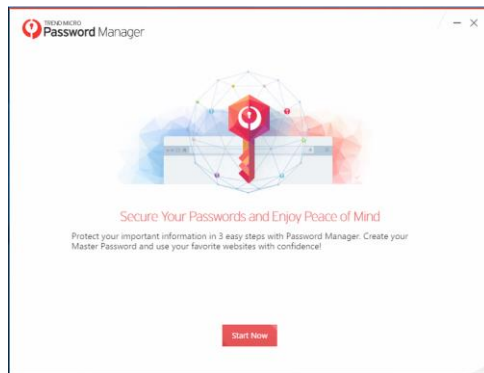 TREND MICRO
Password Manager
Secure Your Passwords and Enjoy Peace of Mind
Protect your important information in 3 easy steps with Password Manager. Create your
Master Password and use your favorite websites with confidence!
Start Now